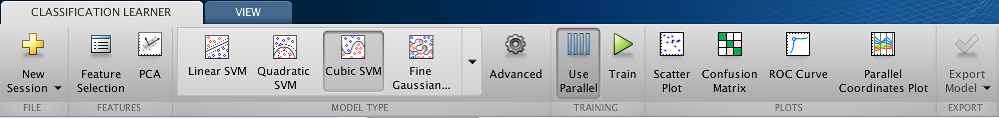 CLASSIFICATION LEARNER
VIEW
New
Session
Feature
Selection
PCA
Linear SVM
Quadratic
SVM
Cubic SVM
Fine
Gaussian...
Advanced
Use
Parallel
Train
Scatter
Plot
Confusion
Matrix
ROC Curve
Parallel
Coordinates Plot
Export
Model
FILE
FEATURES
MODEL TYPE
TRAINING
PLOTS
EXPORT